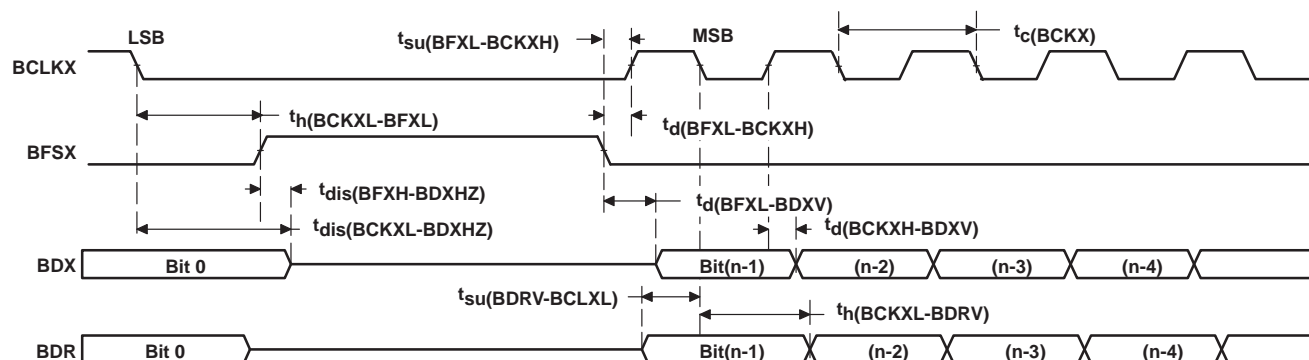 LSB
tsu(BFXL-BCKXH)
MSB
tc(BCKX)
BCLKX
th(BCKXL-BFXL)
td(BFXL-BCKXH)
BFSX
tdis(BFXH-BDXHZ)
td(BFXL-BDXV)
tdis(BCKXL-BDXHZ)
td(BCKXH-BDXV)
BDX
Bit 0
Bit(n-1)
(n-2)
(n-3)
(n-4)
tsu(BDRV-BCLXL)
th(BCKXL-BDRV)
BDR
Bit 0
Bit(n-1)
(n-2)
(n-3)
(n-4)